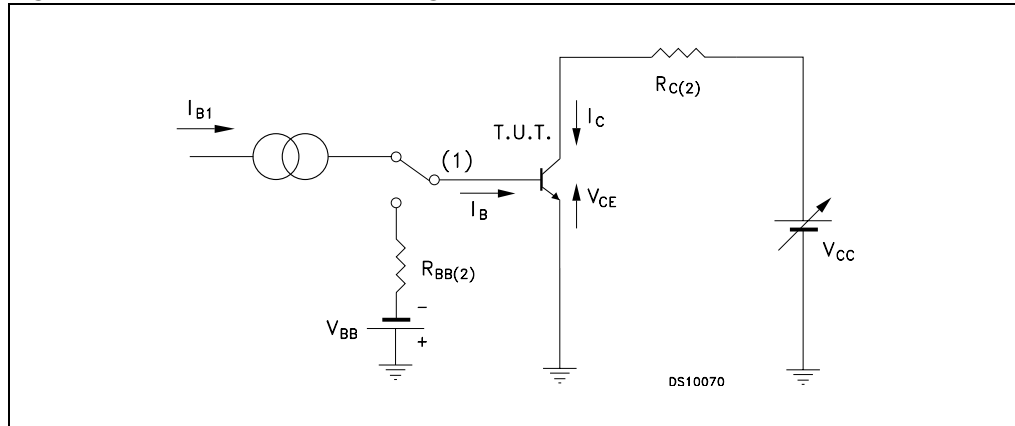 R_C(2)
I_B1
I_C
T.U.T.
(1)
I_B
V_CE
R_BB(2)
V_CC
−
V_BB
+
DS10070